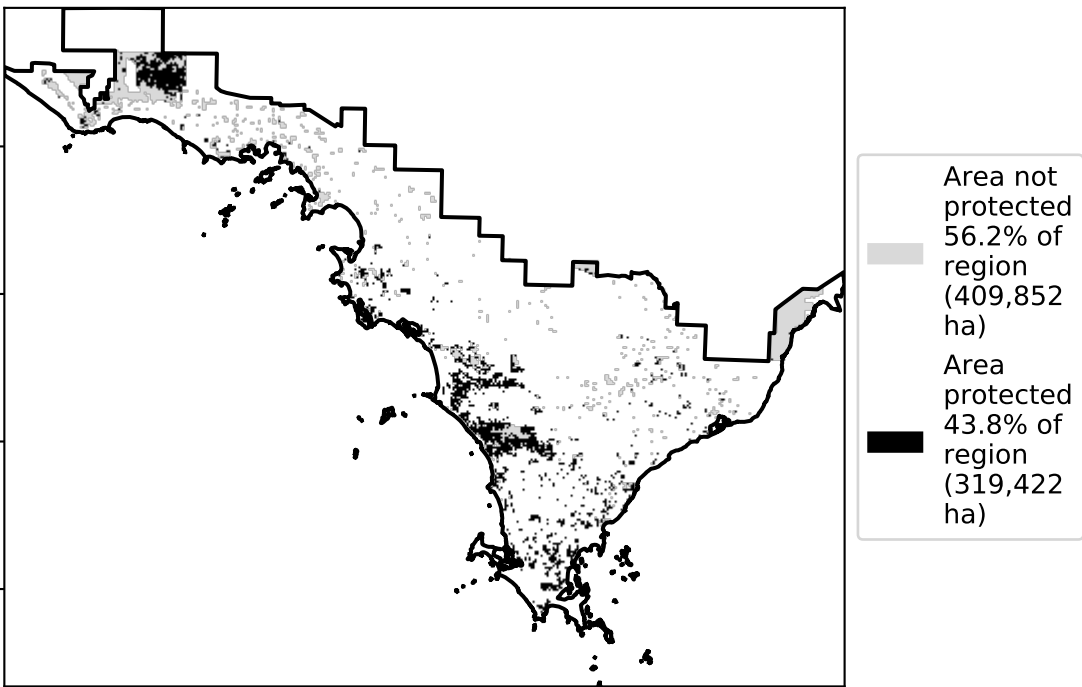 Area not
protected
56.2% of
region
(409,852
ha)
Area
protected
43.8% of
region
(319,422
ha)